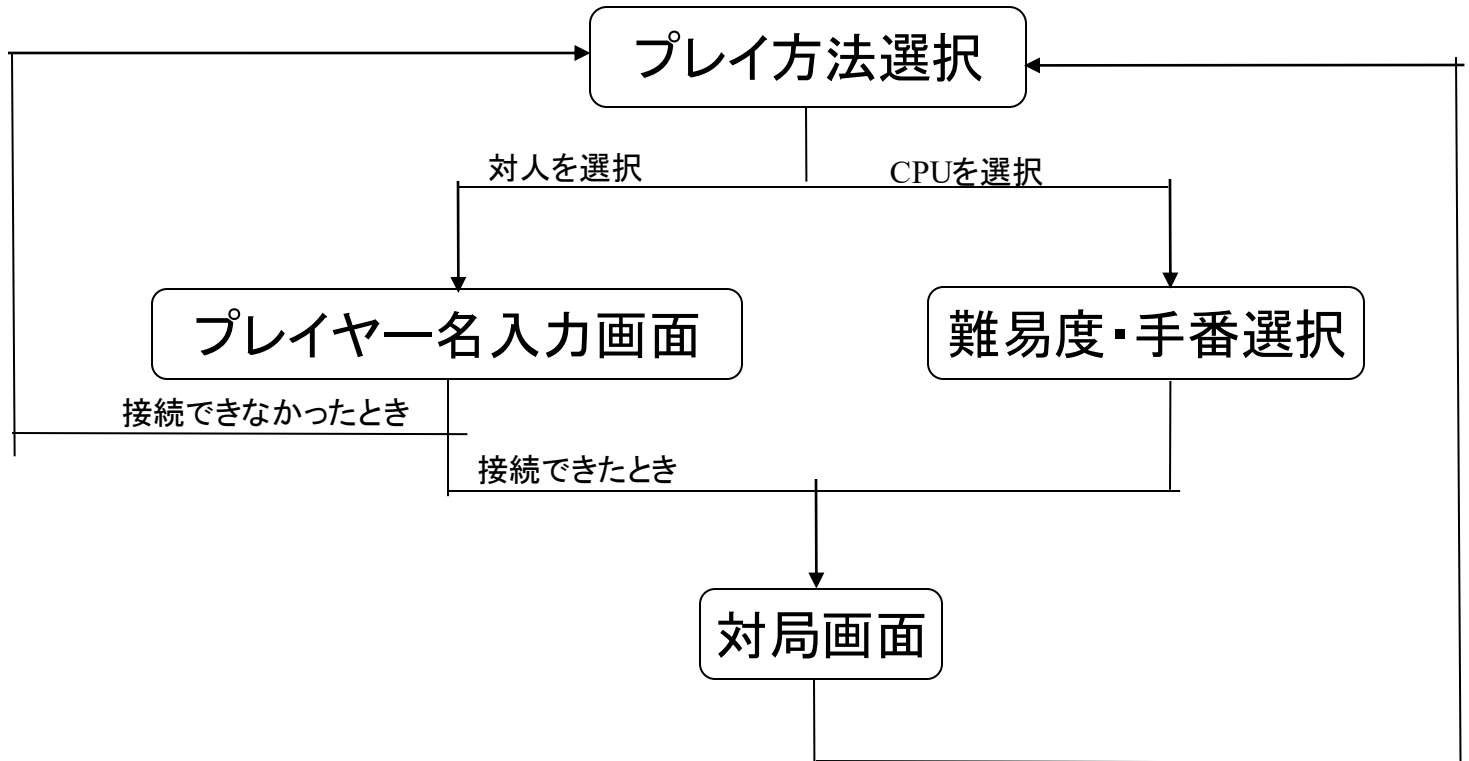 プレイ方法選択
対人を選択
CPUを選択
プレイヤー名入力画面
難易度・手番選択
接続できなかったとき
接続できたとき
対局画面